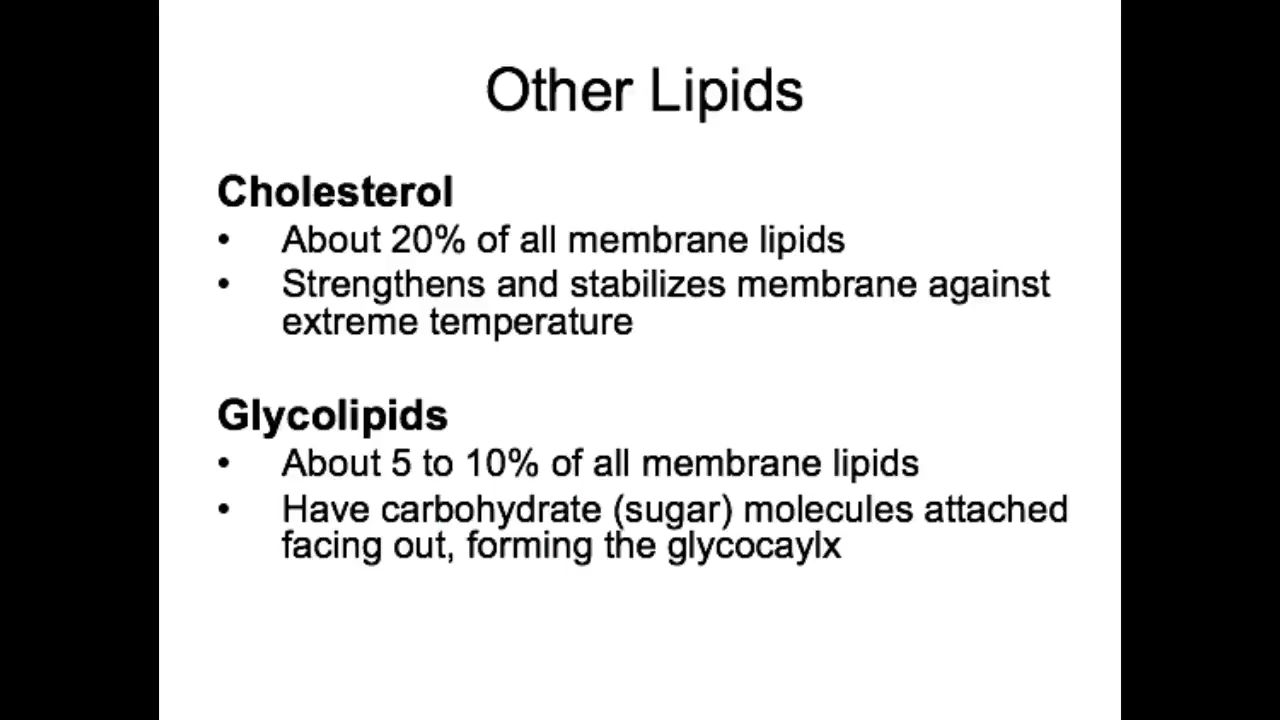 Other Lipids
Cholesterol
• About 20% of all membrane lipids
• Strengthens and stabilizes membrane against
extreme temperature
Glycolipids
• About 5 to 10% of all membrane lipids
• Have carbohydrate (sugar) molecules attached
facing out, forming the glycocaylx